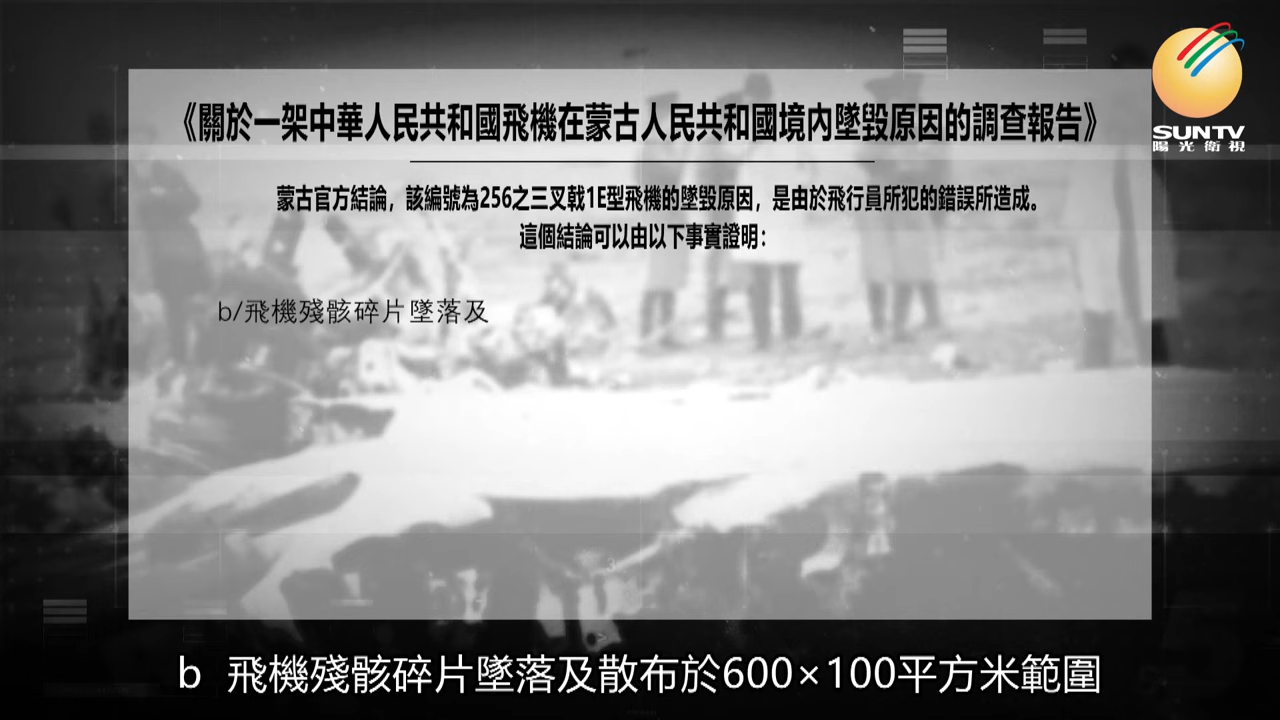 《關於一架中華人民共和國飛機在蒙古人民共和國境內墜毀原因的調查報告》
SUNTV
陽光衛視
蒙古官方結論，該編號為256之三叉戟1E型飛機的墜毀原因，是由於飛行員所犯的錯誤所造成。
這個結論可以由以下事實證明：
b/飛機殘骸碎片墜落及
b 飛機殘骸碎片墜落及散布於600×100平方米範圍